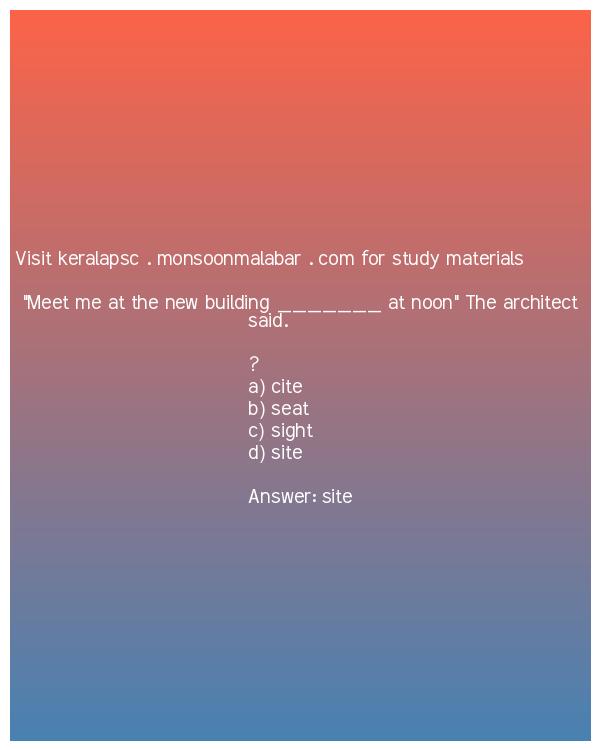 Visit keralapsc . monsoonmalabar . com for study materials
"Meet me at the new building _______ at noon" The architect
said.
?
a) cite
b) seat
c) sight
d) site
Answer: site